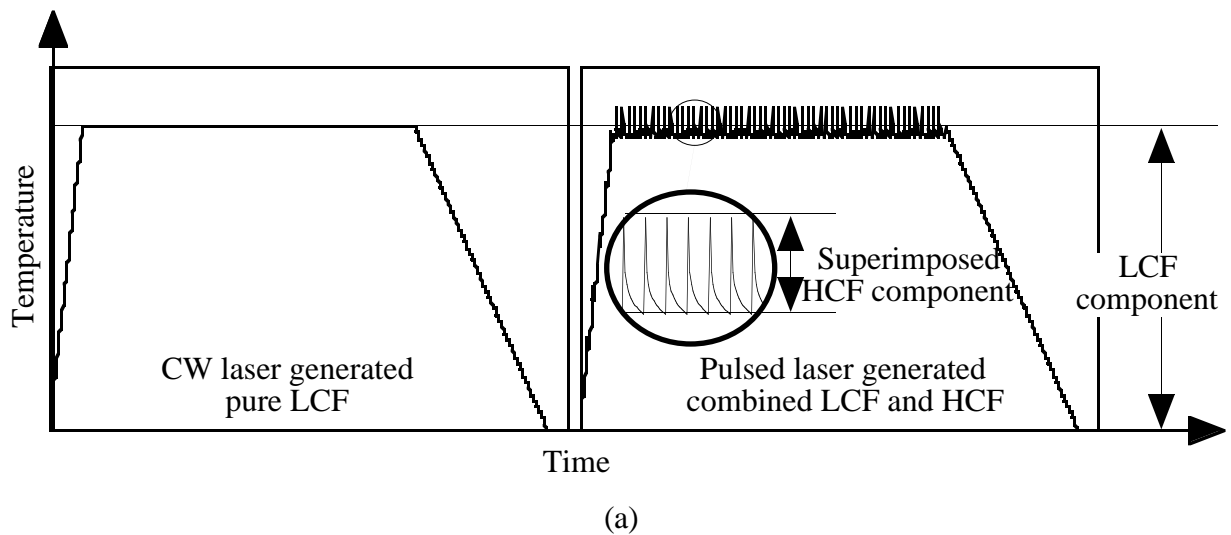 Temperature
CW laser generated
pure LCF
Superimposed
HCF component
Pulsed laser generated
combined LCF and HCF
LCF
component
Time
(a)